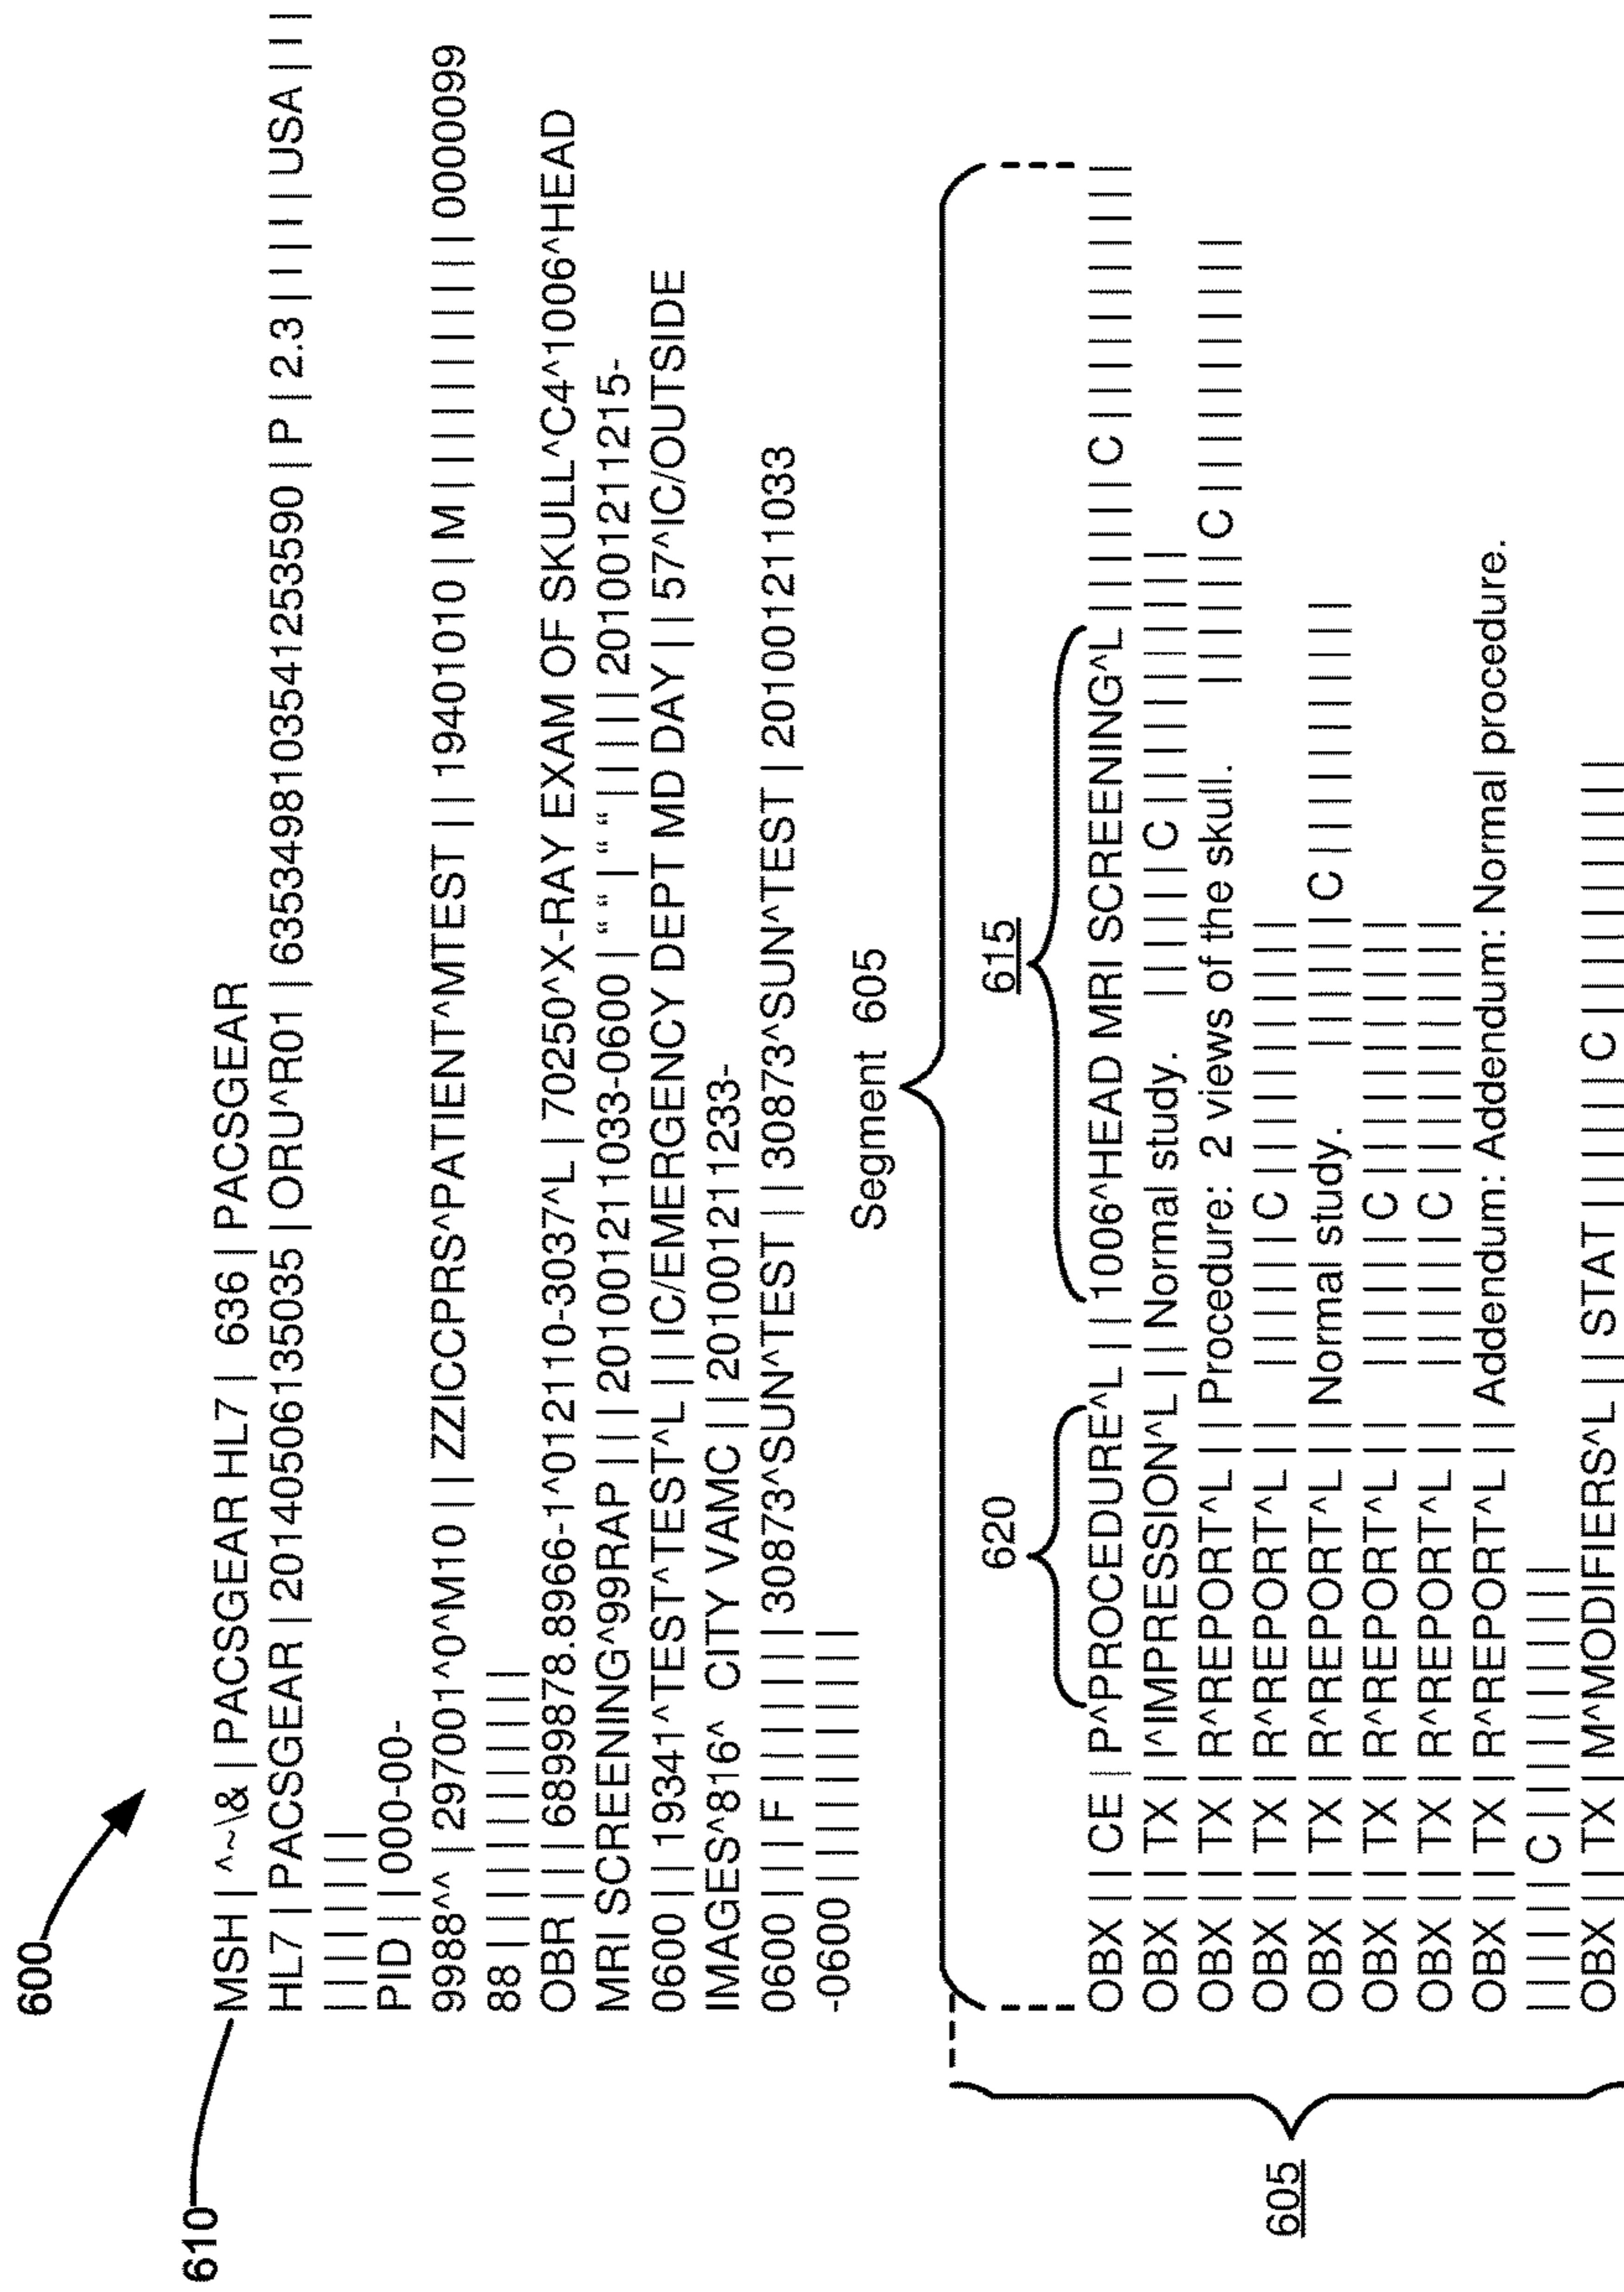 600
610
MSH | ^~\& | PACSGEAR HL7 | 636 | PACSGEAR
HL7 | PACSGEAR | 20140506135035 | ORU^R01 | 635349810354125353590 | P | 2.3 | | | | | USA | | |
| | | | | | |
PID | | 000-00-
9988^^ | 297001^0^M10 | | ZZICCPRS^PATIENT^MTEST | | 19401010 | M | | | | | | | | | | | 0000099
88 | | | | | | | | | | | |
OBR | | | 68999878.8966-1^012110-3037^L | 70250^X-RAY EXAM OF SKULL^C4^1006^HEAD
MRI SCREENING^99RAP | | | 201001211033-0600 | “ “ | “ “ | | | | | 201001211215-
0600 | | 19341^TEST^TEST^L | | IC/EMERGENCY DEPT MD DAY | | 57^IC/OUTSIDE
IMAGES^816^ CITY VAMC | | 201001211233-
0600 | | | F | | | | | | | 30873^SUN^TEST | | 30873^SUN^TEST | 201001211033
-0600 | | | | | | | | | | |
Segment 605
620
615
605
OBX | | CE | P^PROCEDURE^L | | 1006^HEAD MRI SCREENING^L | | | | | | C | | | | | | | | | | |
OBX | | TX | I^IMPRESSION^L | | Normal study. | | | | | | C | | | | | | | | | | |
OBX | | TX | R^REPORT^L | | Procedure: 2 views of the skull. | | | | | | C | | | | | | | | | | |
OBX | | TX | R^REPORT^L | | | | | | | | C | | | | | | | | | | |
OBX | | TX | R^REPORT^L | | Normal study. | | | | | | C | | | | | | | | | | |
OBX | | TX | R^REPORT^L | | | | | | | | C | | | | | | | | | | |
OBX | | TX | R^REPORT^L | | | | | | | | C | | | | | | | | | | |
OBX | | TX | R^REPORT^L | | Addendum: Addendum: Normal procedure.
| | | | | C | | | | | | | | | | |
OBX | | TX | M^MODIFIERS^L | | STAT | | | | | | C | | | | | | | | | | |